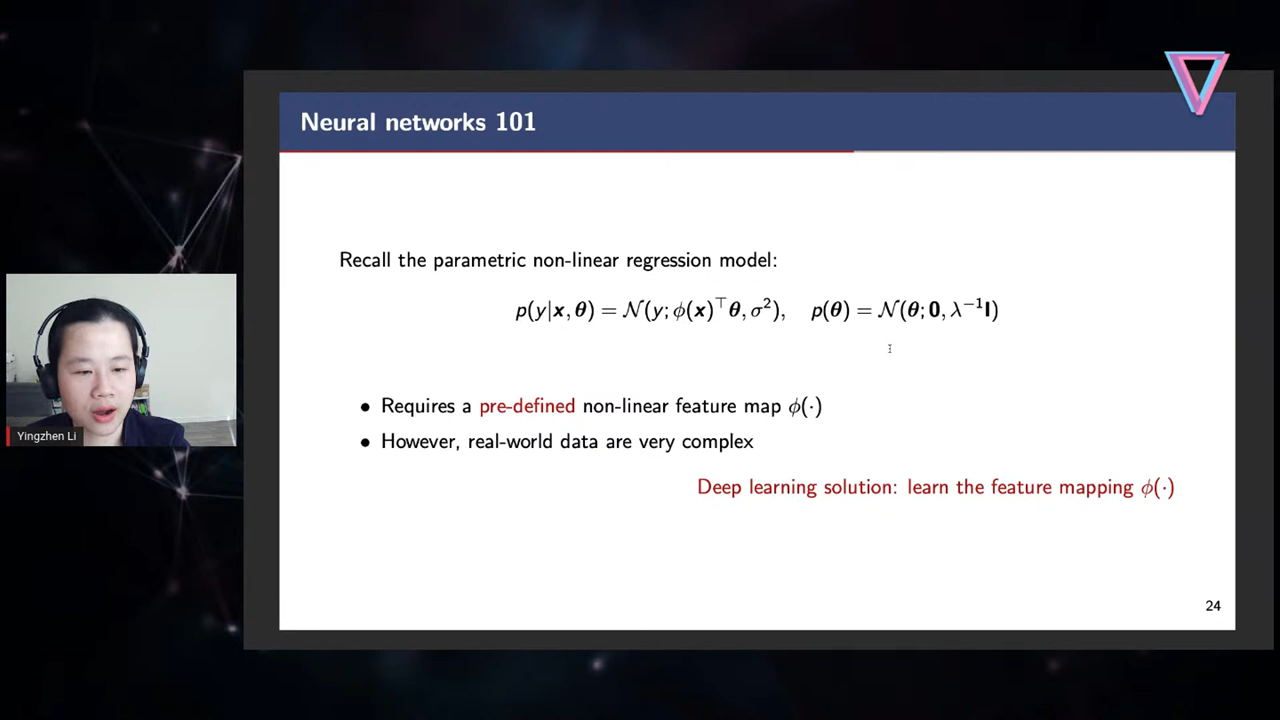 Neural networks 101
Recall the parametric non-linear regression model:
p(y|x, θ) = 𝒩(y; ϕ(x)⊤θ, σ²), p(θ) = 𝒩(θ; 0, λ⁻¹I)
• Requires a pre-defined non-linear feature map ϕ(·)
• However, real-world data are very complex
Deep learning solution: learn the feature mapping ϕ(·)
24
Yingzhen Li